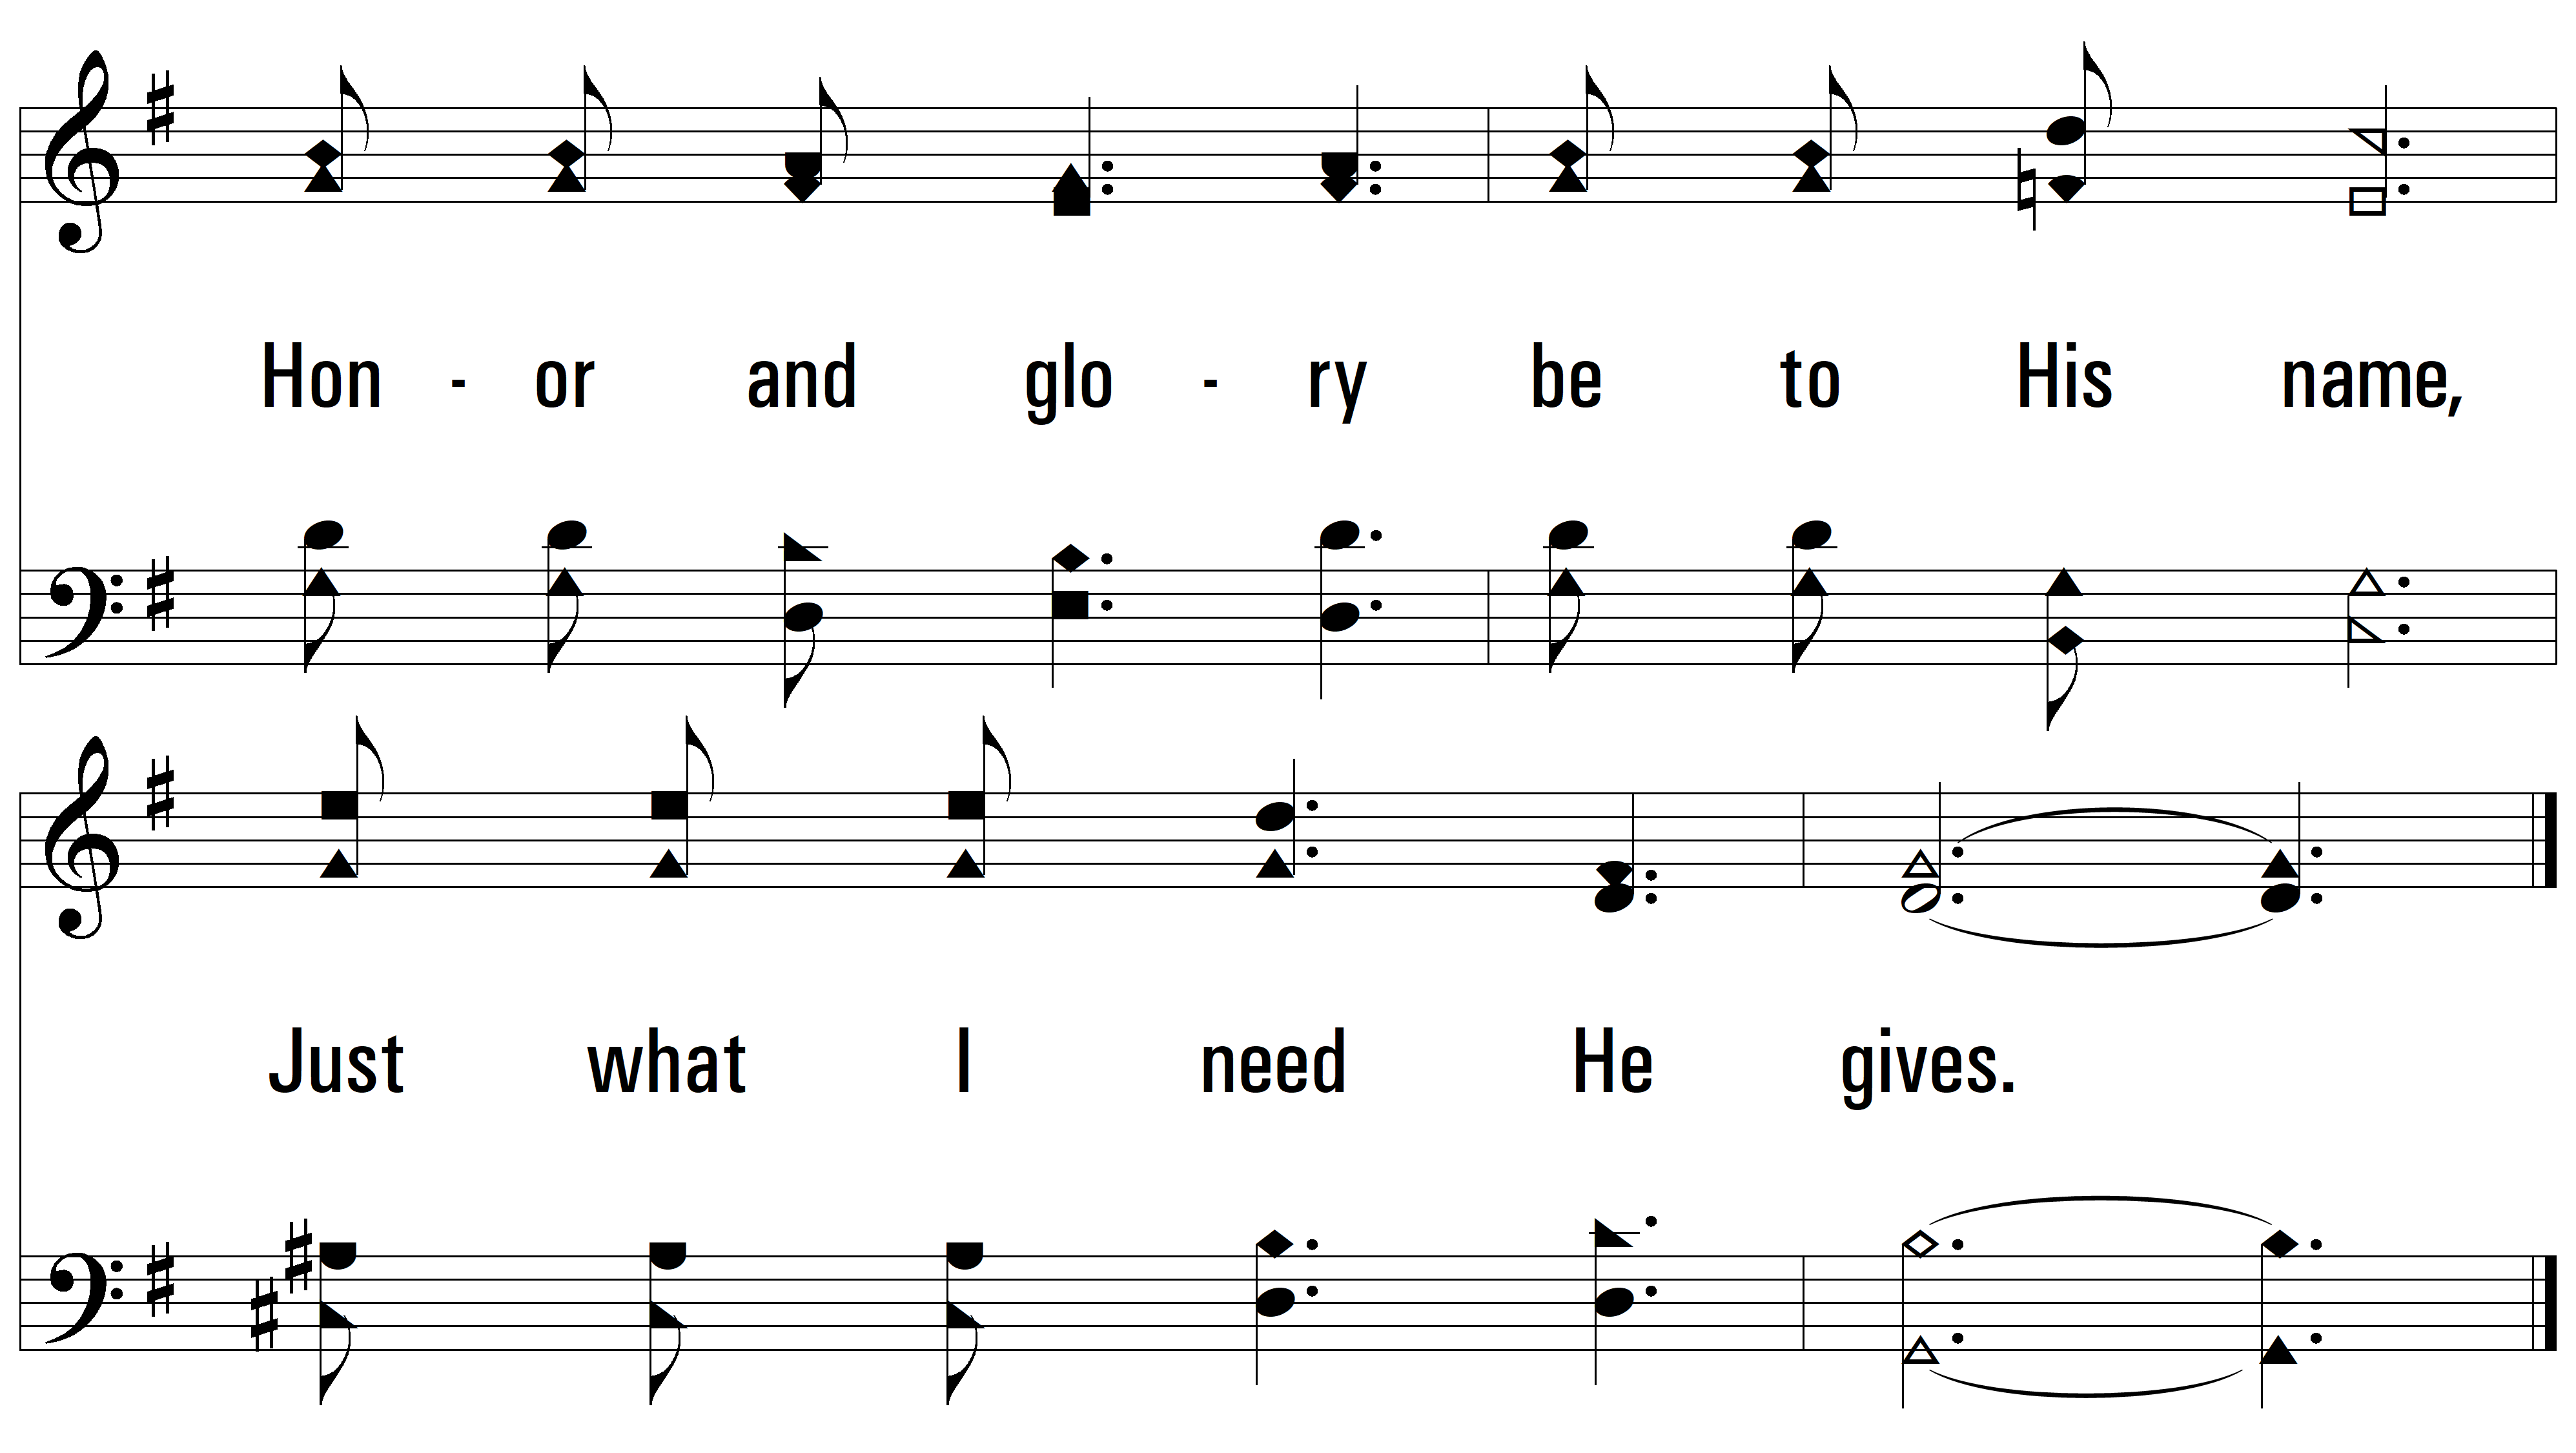 Hon - or and glo - ry be to His name,
Just what I need He gives.